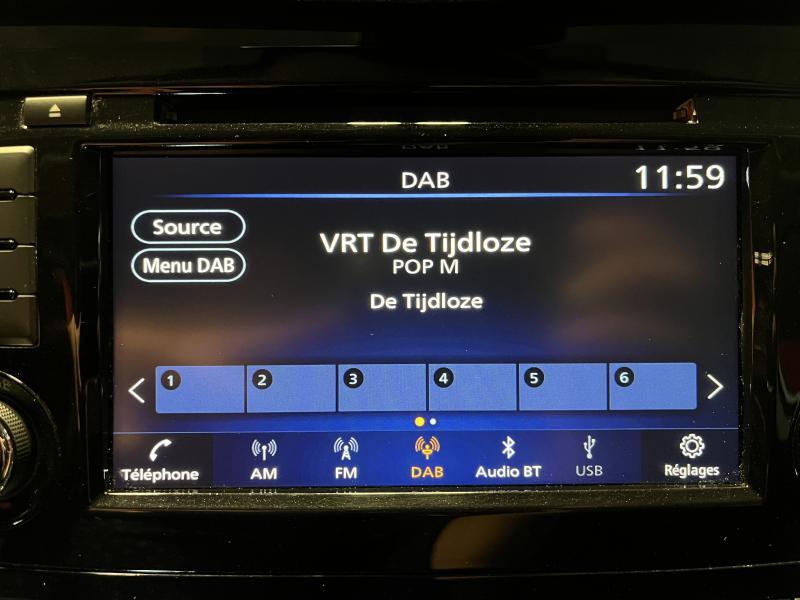 DAB
11:59
Source
Menu DAB
VRT De Tijdloze
POP M
De Tijdloze
1 2 3 4 5 6
Téléphone AM FM DAB Audio BT USB Réglages